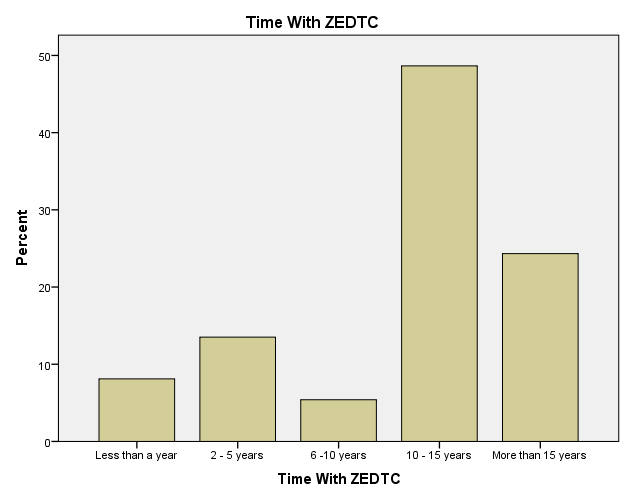 Time With ZEDTC
Percent
50
40
30
20
10
0
Less than a year
2 - 5 years
6 -10 years
10 - 15 years
More than 15 years
Time With ZEDTC